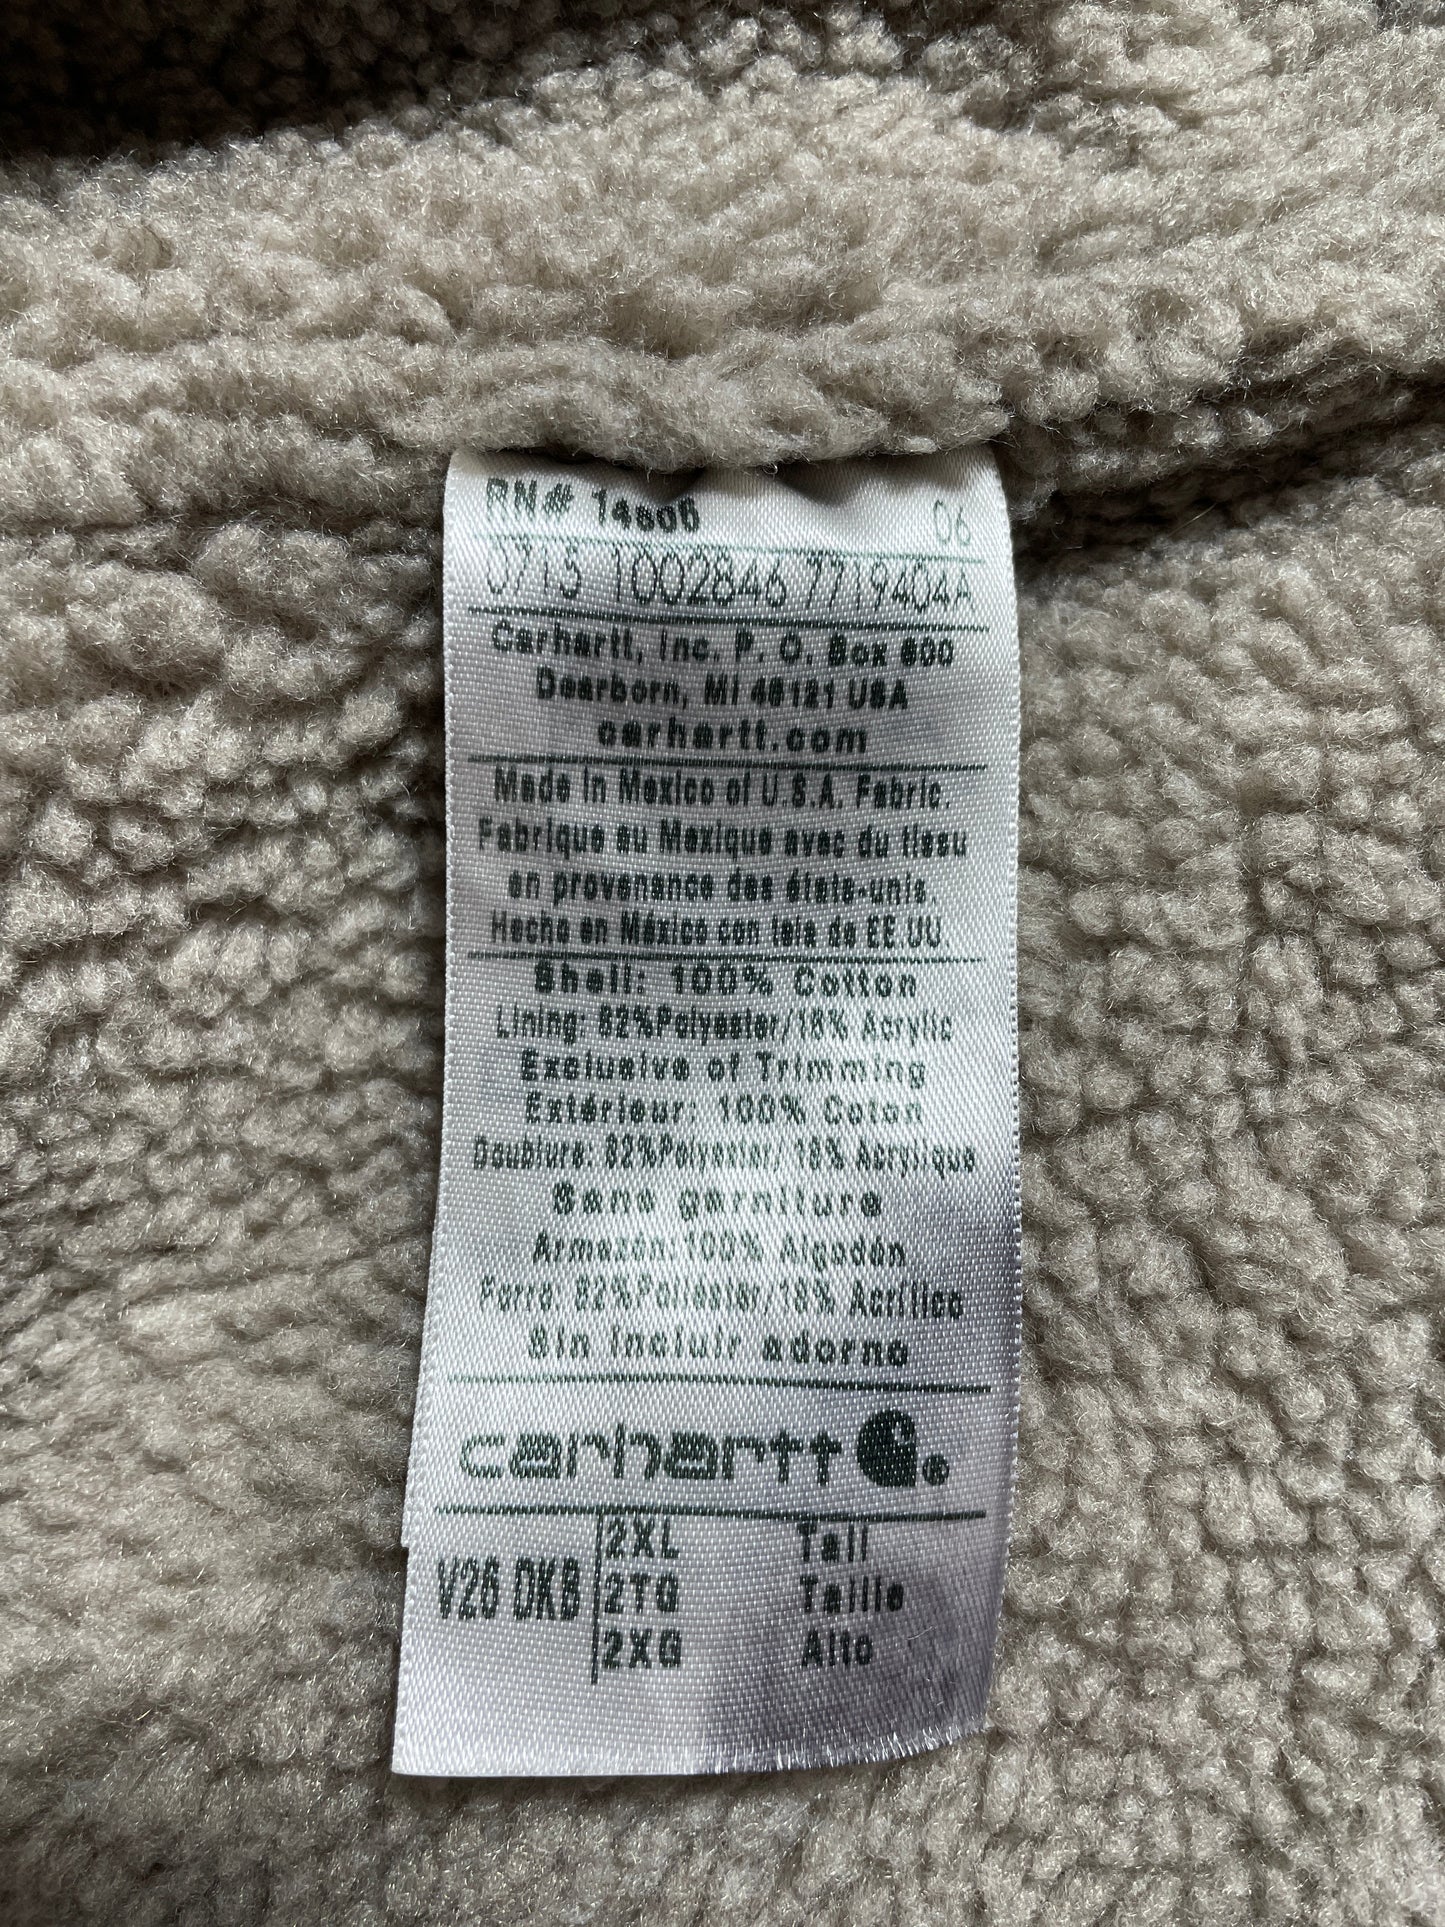 RN# 14806 06
0715 1002846 7719404A
Carhartt, Inc. P. O. Box 600
Dearborn, MI 48121 USA
carhartt.com
Made in Mexico of U.S.A. Fabric.
Fabrique au Mexique avec du tissu
en provenance des états-unis.
Hecho en México con tela de EE.UU.
Shell: 100% Cotton
Lining: 82%Polyester/18% Acrylic
Exclusive of Trimming
Extérieur: 100% Coton
Doublure: 82%Polyester/ 18% Acrylique
Sans garniture
Armazón:100% Algodón
Forro: 82%Poliester/18% Acrílico
Sin incluir adorno
carhartt ®
V26 DKB
2XL Tall
2TG Taille
2XG Alto